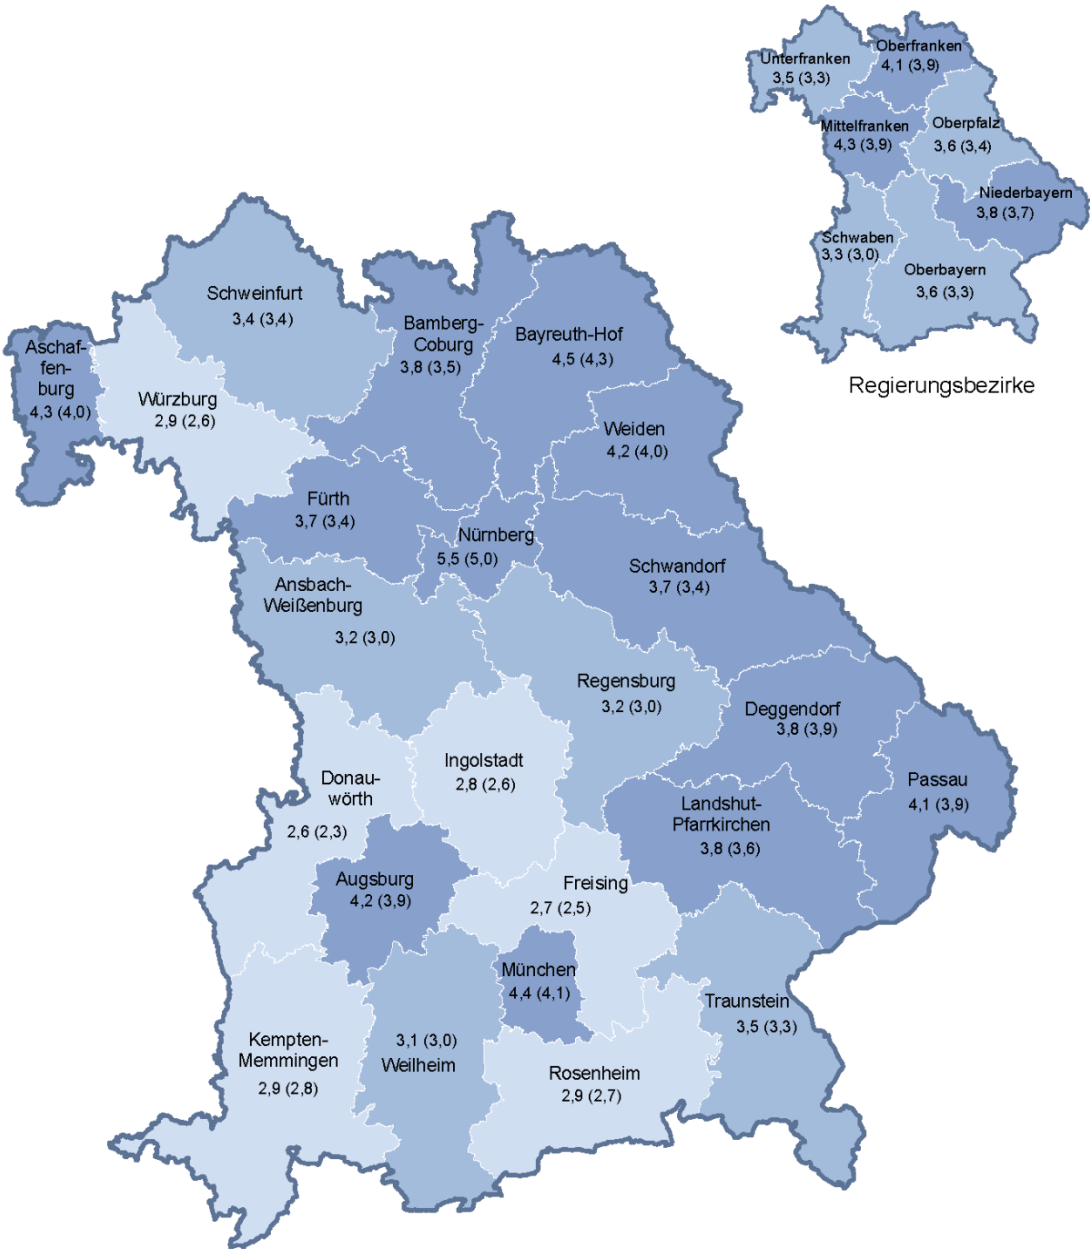 Unterfranken
3,5 (3,3)
Oberfranken
4,1 (3,9)
Mittelfranken
4,3 (3,9)
Oberpfalz
3,6 (3,4)
Niederbayern
3,8 (3,7)
Schwaben
3,3 (3,0)
Oberbayern
3,6 (3,3)
Regierungsbezirke
Schweinfurt
3,4 (3,4)
Bamberg-
Coburg
3,8 (3,5)
Bayreuth-Hof
4,5 (4,3)
Aschaf-
fen-
burg
4,3 (4,0)
Würzburg
2,9 (2,6)
Weiden
4,2 (4,0)
Fürth
3,7 (3,4)
Nürnberg
5,5 (5,0)
Schwandorf
3,7 (3,4)
Ansbach-
Weißenburg
3,2 (3,0)
Regensburg
3,2 (3,0)
Deggendorf
3,8 (3,9)
Ingolstadt
2,8 (2,6)
Donau-
wörth
2,6 (2,3)
Passau
4,1 (3,9)
Landshut-
Pfarrkirchen
3,8 (3,6)
Augsburg
4,2 (3,9)
Freising
2,7 (2,5)
München
4,4 (4,1)
Traunstein
3,5 (3,3)
Kempten-
Memmingen
2,9 (2,8)
3,1 (3,0)
Weilheim
Rosenheim
2,9 (2,7)